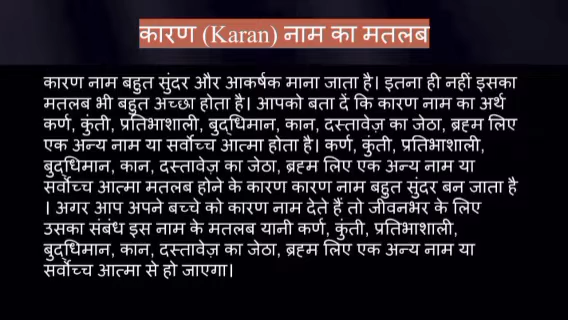 कारण (Karan) नाम का मतलब
कारण नाम बहुत सुंदर और आकर्षक माना जाता है। इतना ही नहीं इसका
मतलब भी बहुत अच्छा होता है। आपको बता दें कि कारण नाम का अर्थ
कर्ण, कुंती, प्रतिभाशाली, बुद्धिमान, कान, दस्तावेज़ का जेठा, ब्रह्म लिए
एक अन्य नाम या सर्वोच्च आत्मा होता है। कर्ण, कुंती, प्रतिभाशाली,
बुद्धिमान, कान, दस्तावेज़ का जेठा, ब्रह्म लिए एक अन्य नाम या
सर्वोच्च आत्मा मतलब होने के कारण कारण नाम बहुत सुंदर बन जाता है
। अगर आप अपने बच्चे को कारण नाम देते हैं तो जीवनभर के लिए
उसका संबंध इस नाम के मतलब यानी कर्ण, कुंती, प्रतिभाशाली,
बुद्धिमान, कान, दस्तावेज़ का जेठा, ब्रह्म लिए एक अन्य नाम या
सर्वोच्च आत्मा से हो जाएगा।